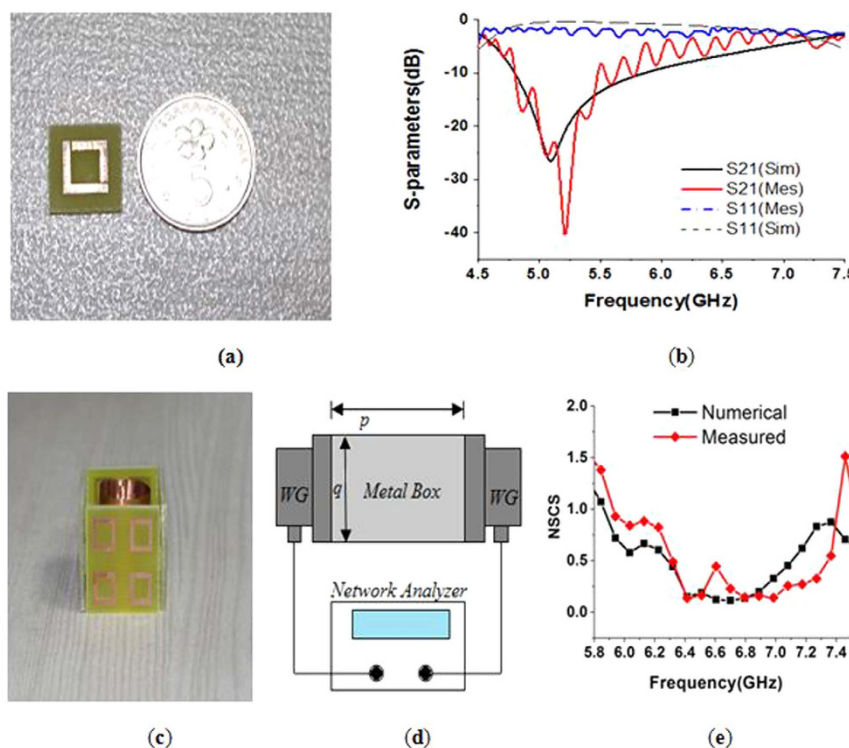 5
(a)
S-parameters(dB)
0
-10
-20
-30
-40
S21(Sim)
S21(Mes)
S11(Mes)
S11(Sim)
4.5 5.0 5.5 6.0 6.5 7.0 7.5
Frequency(GHz)
(b)
(c)
p
WG
q
Metal Box
WG
Network Analyzer
(d)
NSCS
2.0
1.5
1.0
0.5
0.0
Numerical
Measured
5.8 6.0 6.2 6.4 6.6 6.8 7.0 7.2 7.4
Frequency(GHz)
(e)